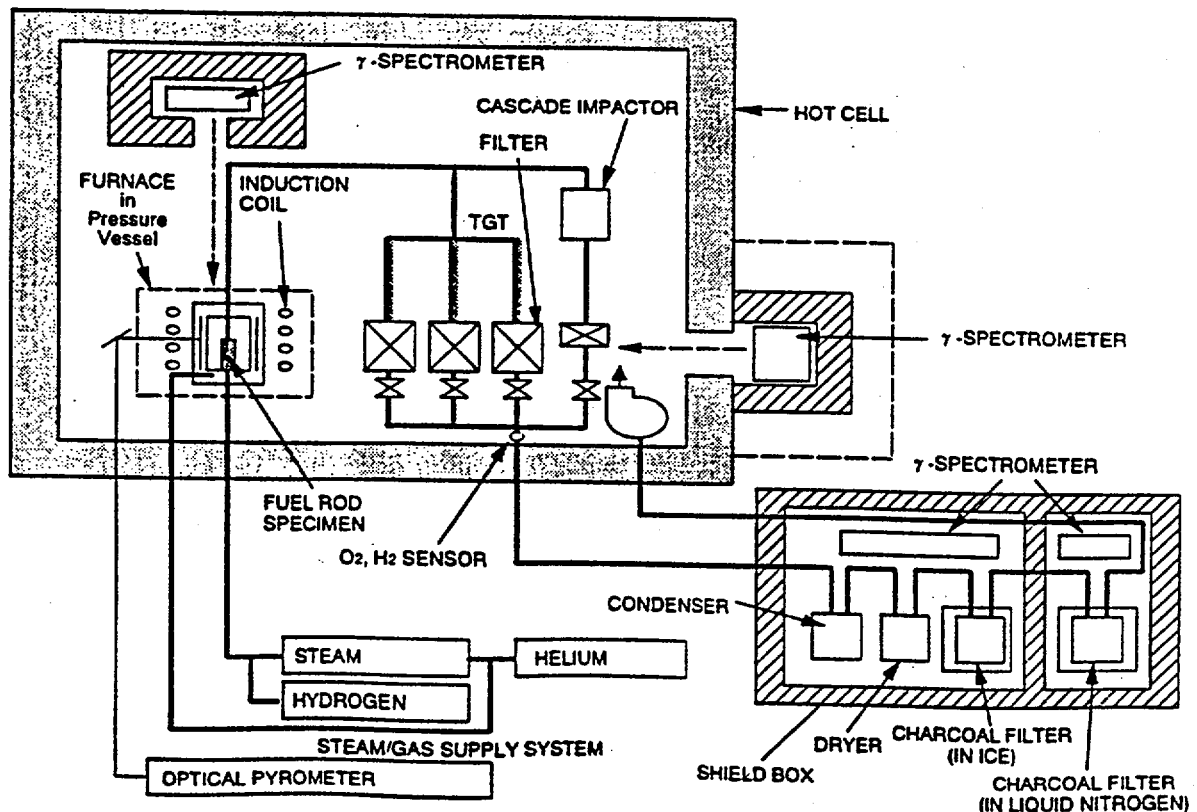 γ-SPECTROMETER
CASCADE IMPACTOR
HOT CELL
FILTER
FURNACE
in
Pressure
Vessel
INDUCTION
COIL
TGT
γ-SPECTROMETER
FUEL ROD
SPECIMEN
O2, H2 SENSOR
γ-SPECTROMETER
CONDENSER
STEAM
HELIUM
HYDROGEN
STEAM/GAS SUPPLY SYSTEM
OPTICAL PYROMETER
SHIELD BOX
DRYER
CHARCOAL FILTER
(IN ICE)
CHARCOAL FILTER
(IN LIQUID NITROGEN)